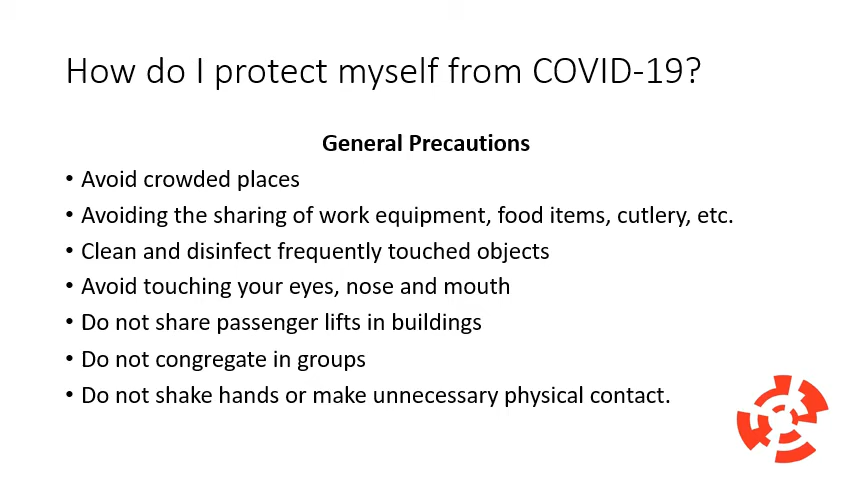 How do I protect myself from COVID-19?
General Precautions
• Avoid crowded places
• Avoiding the sharing of work equipment, food items, cutlery, etc.
• Clean and disinfect frequently touched objects
• Avoid touching your eyes, nose and mouth
• Do not share passenger lifts in buildings
• Do not congregate in groups
• Do not shake hands or make unnecessary physical contact.